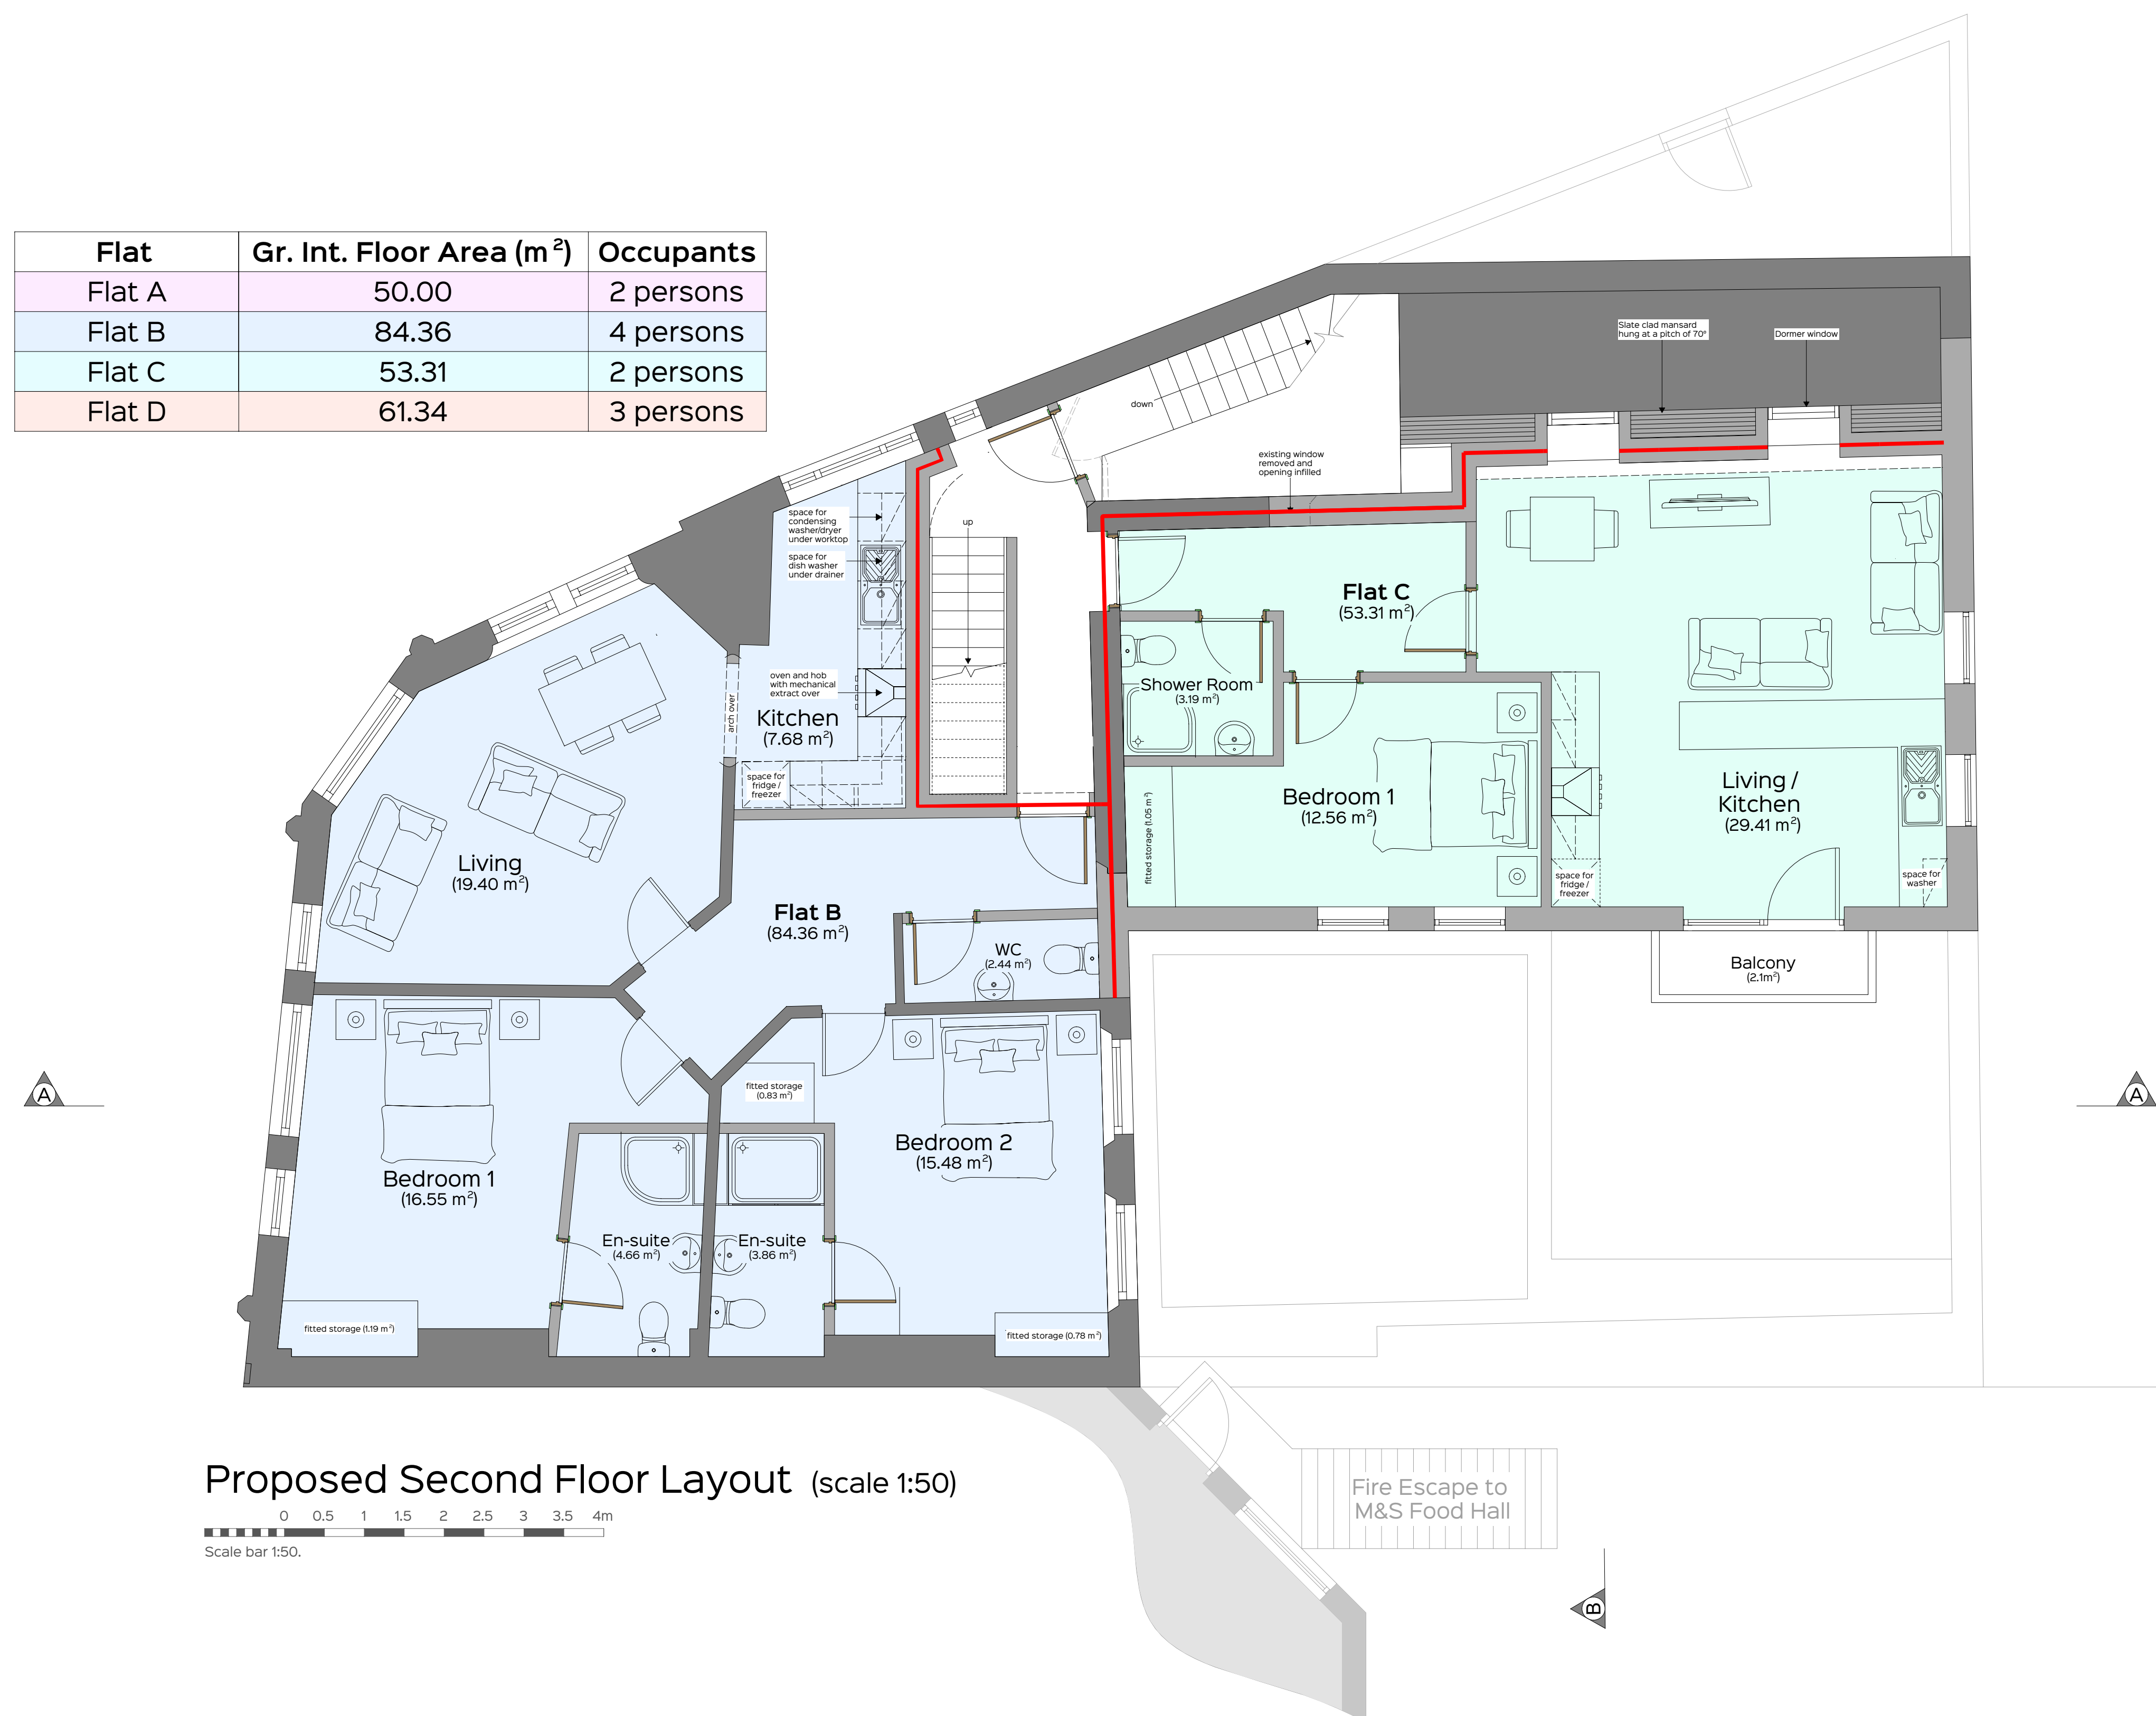 Flat Gr. Int. Floor Area (m²) Occupants
Flat A 50.00 2 persons
Flat B 84.36 4 persons
Flat C 53.31 2 persons
Flat D 61.34 3 persons
Slate clad mansard
hung at a pitch of 70°
Dormer window
down
existing window
removed and
opening infilled
space for
condensing
washer/dryer
under worktop
space for
dish washer
under drainer
up
oven and hob
with mechanical
extract over
arch over
Kitchen
(7.68 m²)
space for
fridge /
freezer
Flat C
(53.31 m²)
Shower Room
(3.19 m²)
Bedroom 1
(12.56 m²)
fitted storage (1.05 m²)
Living /
Kitchen
(29.41 m²)
space for
fridge /
freezer
space for
washer
Balcony
(2.1m²)
Living
(19.40 m²)
Flat B
(84.36 m²)
WC
(2.44 m²)
fitted storage
(0.83 m²)
Bedroom 2
(15.48 m²)
Bedroom 1
(16.55 m²)
En-suite
(4.66 m²)
En-suite
(3.86 m²)
fitted storage (1.19 m²)
fitted storage (0.78 m²)
A
A
Proposed Second Floor Layout (scale 1:50)
0 0.5 1 1.5 2 2.5 3 3.5 4m
Scale bar 1:50.
Fire Escape to
M&S Food Hall
B